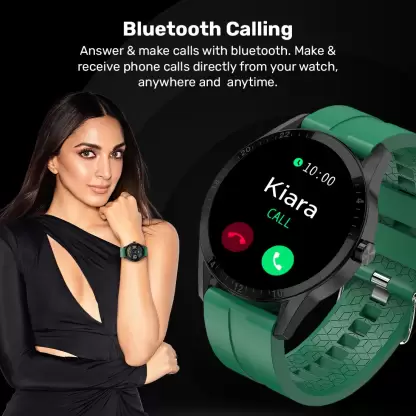 Bluetooth Calling
Answer & make calls with bluetooth. Make &
receive phone calls directly from your watch,
anywhere and anytime.
10:00
Kiara
CALL